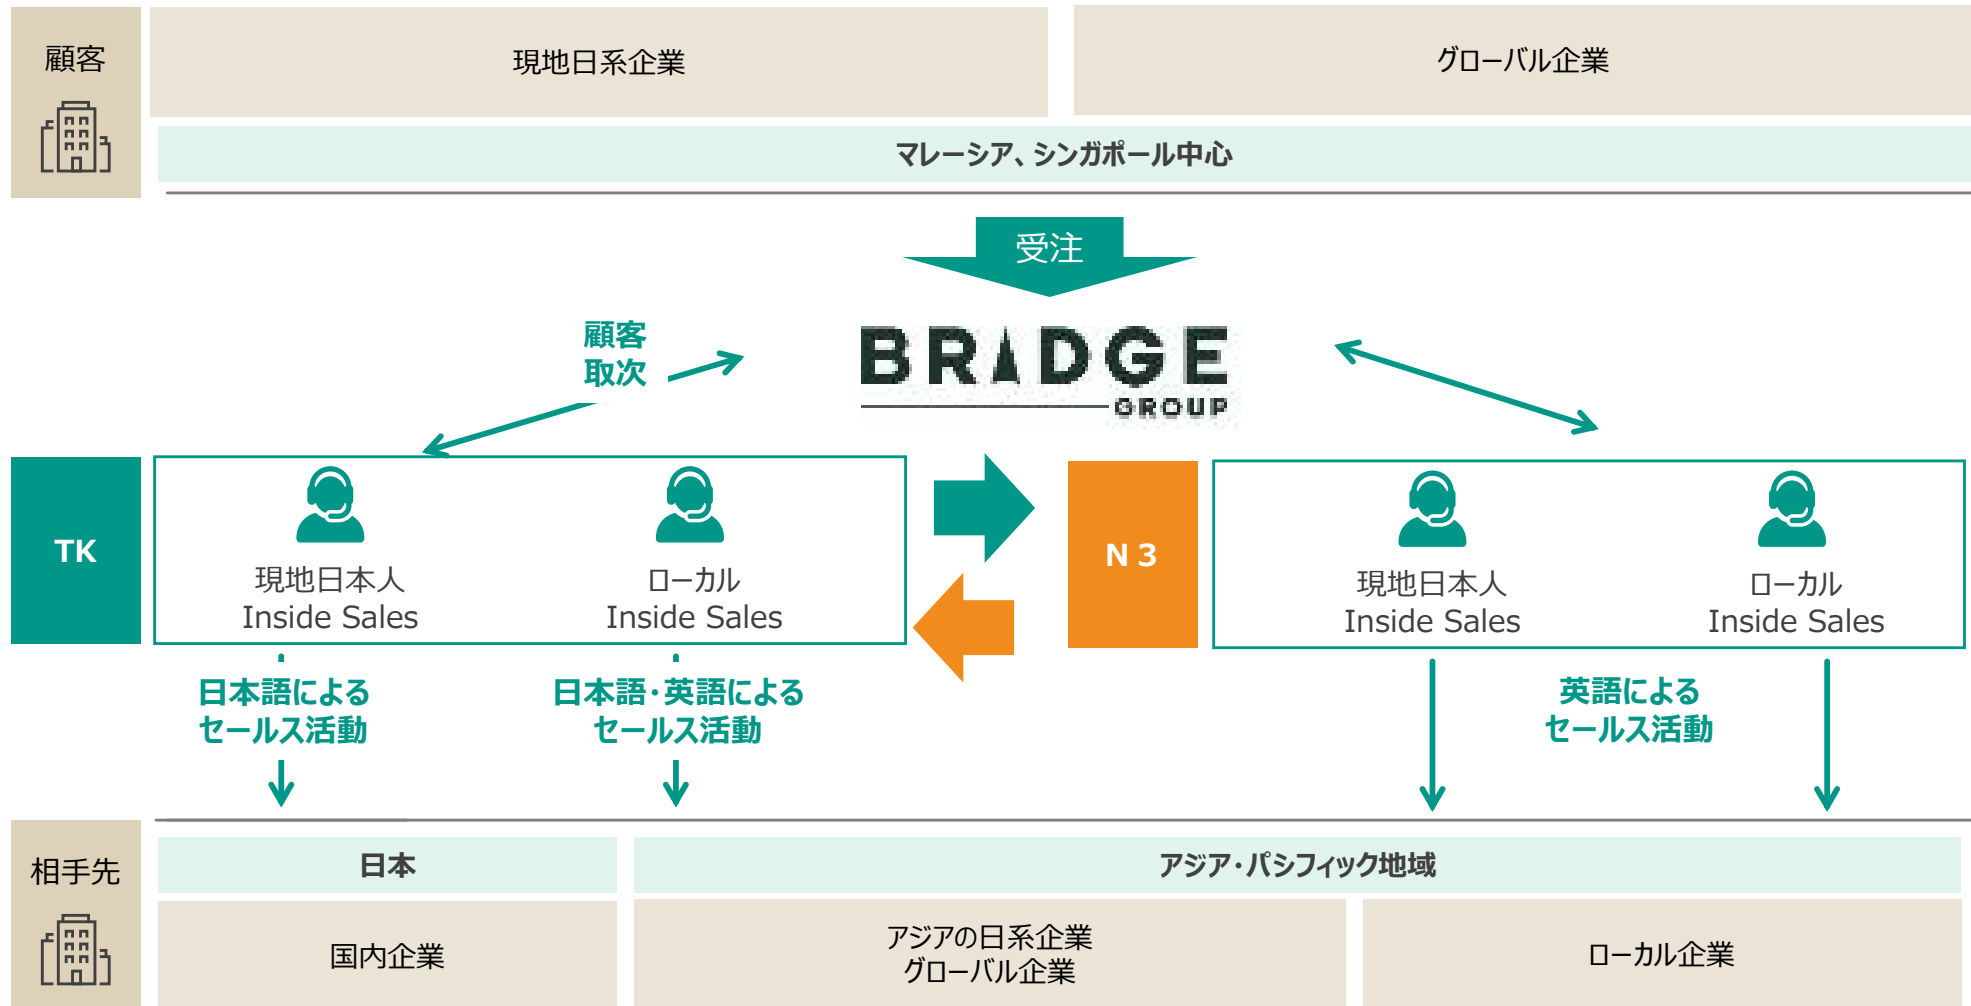 顧客
現地日系企業
グローバル企業
マレーシア、シンガポール中心
受注
顧客
取次
BRIDGE
GROUP
TK
現地日本人
Inside Sales
ローカル
Inside Sales
N3
現地日本人
Inside Sales
ローカル
Inside Sales
日本語による
セールス活動
日本語・英語による
セールス活動
英語による
セールス活動
相手先
日本
アジア・パシフィック地域
国内企業
アジアの日系企業
グローバル企業
ローカル企業